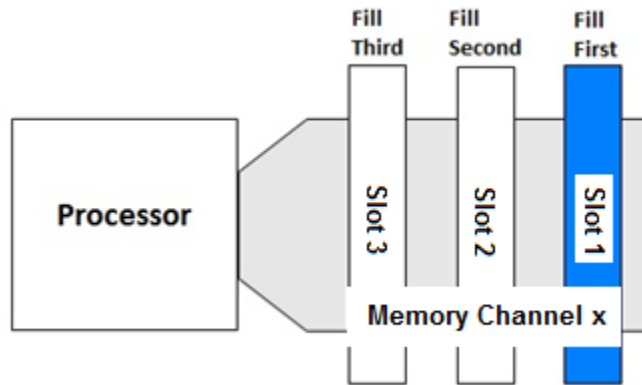 Fill
Third
Fill
Second
Fill
First
Processor
Slot 3
Slot 2
Slot 1
Memory Channel x